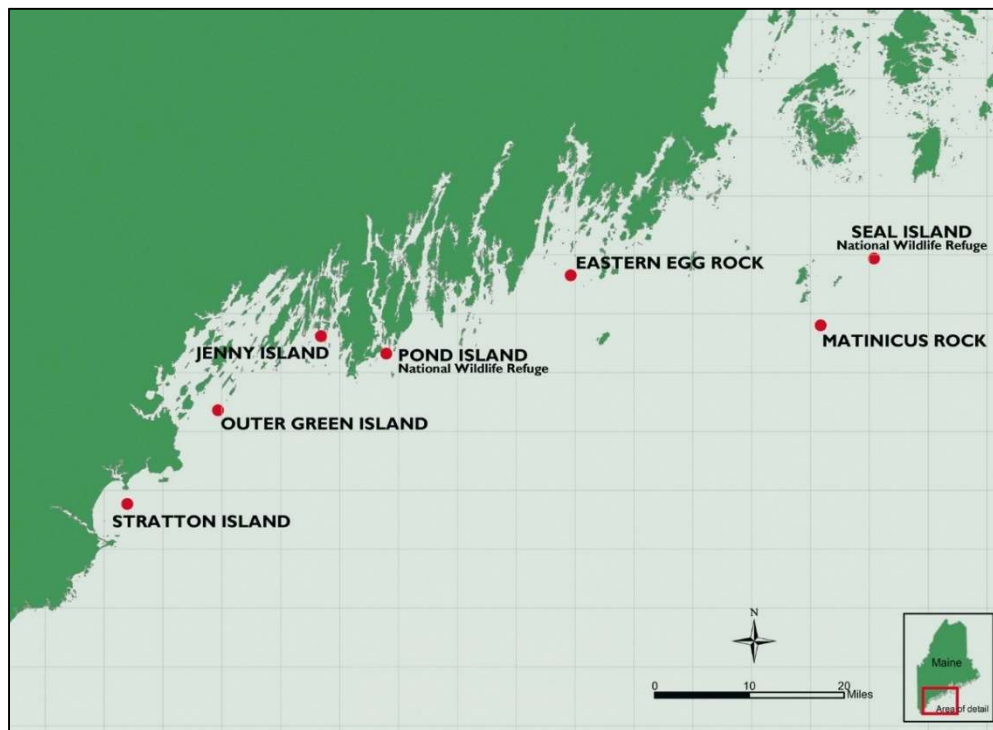 SEAL ISLAND
National Wildlife Refuge
EASTERN EGG ROCK
MATINICUS ROCK
JENNY ISLAND
POND ISLAND
National Wildlife Refuge
OUTER GREEN ISLAND
STRATTON ISLAND
N
0 10 20
Miles
Maine
Area of detail